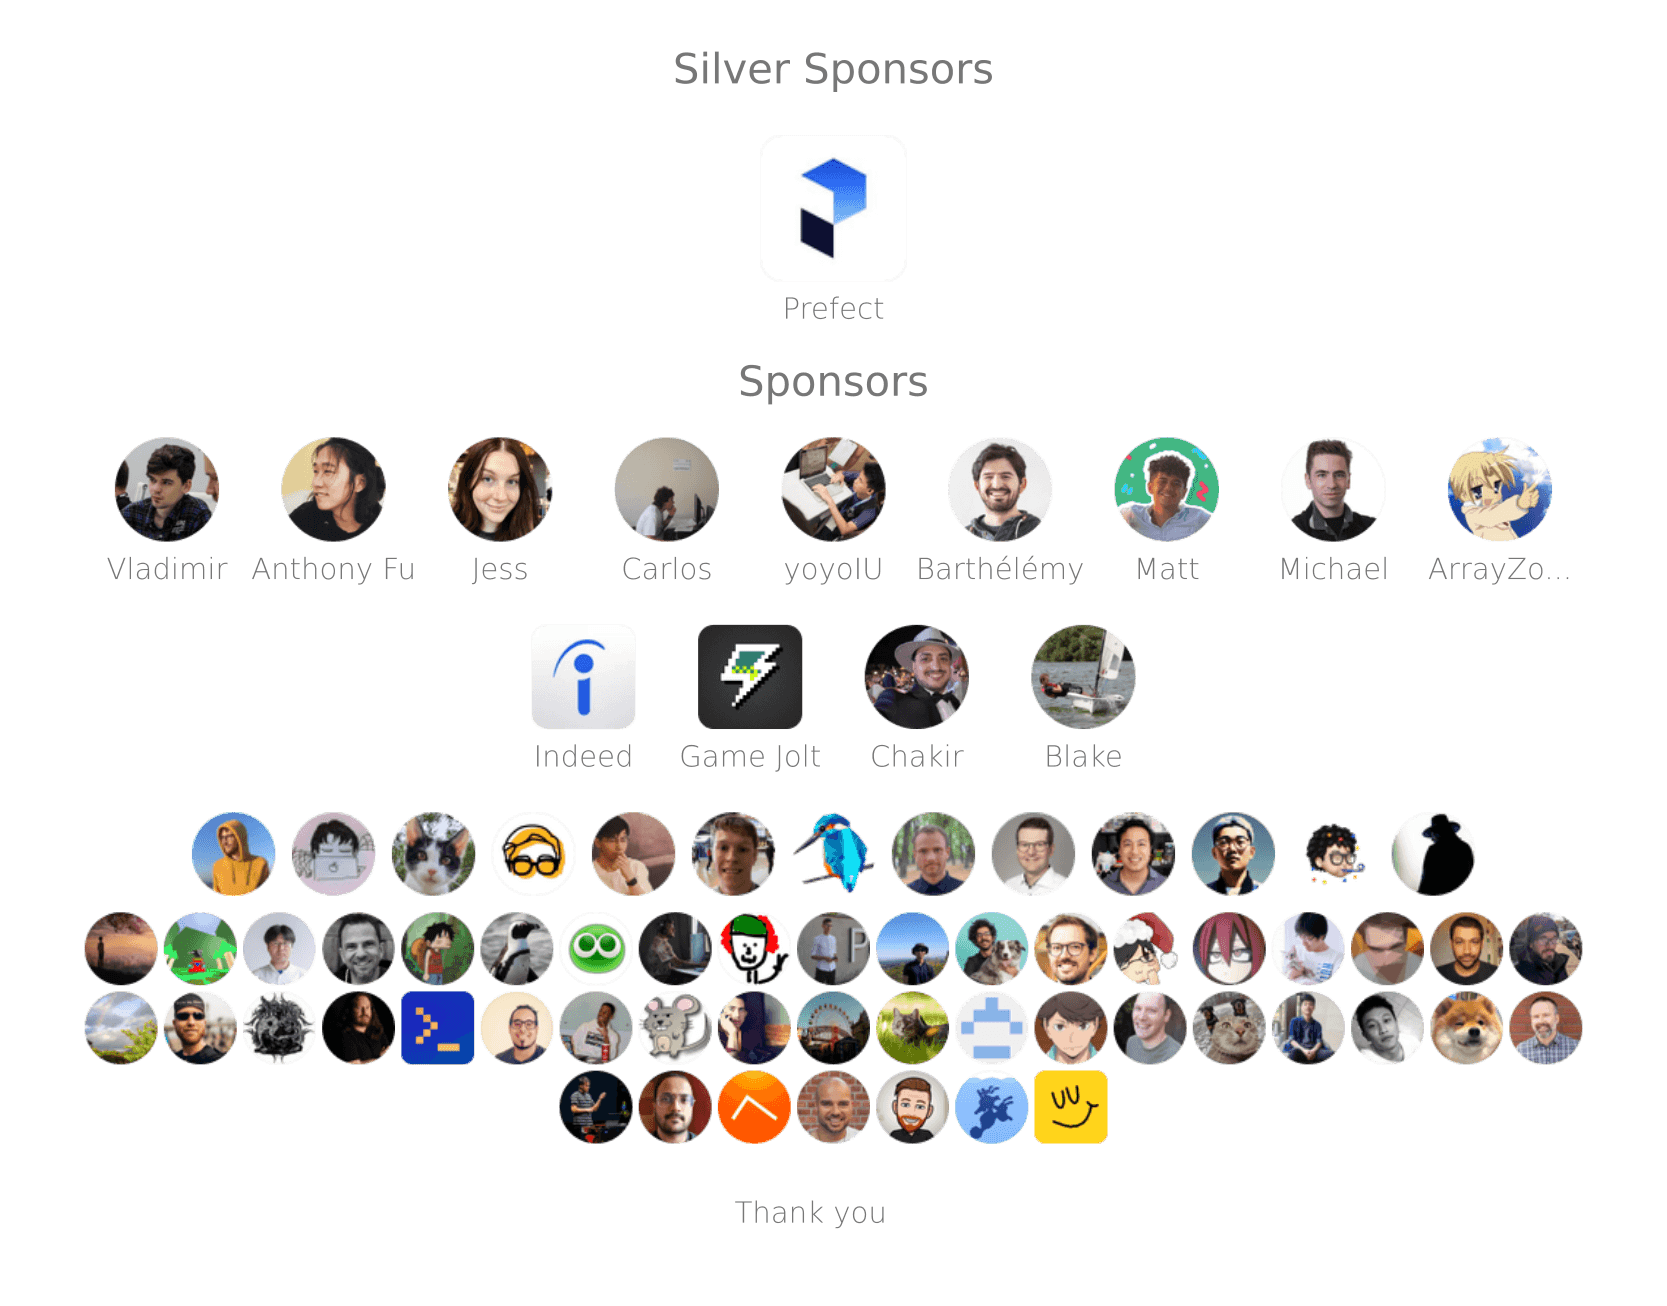 Silver Sponsors
Prefect
Sponsors
Vladimir Anthony Fu Jess Carlos yoyoIU Barthélémy Matt Michael ArrayZo...
Indeed Game Jolt Chakir Blake
Thank you